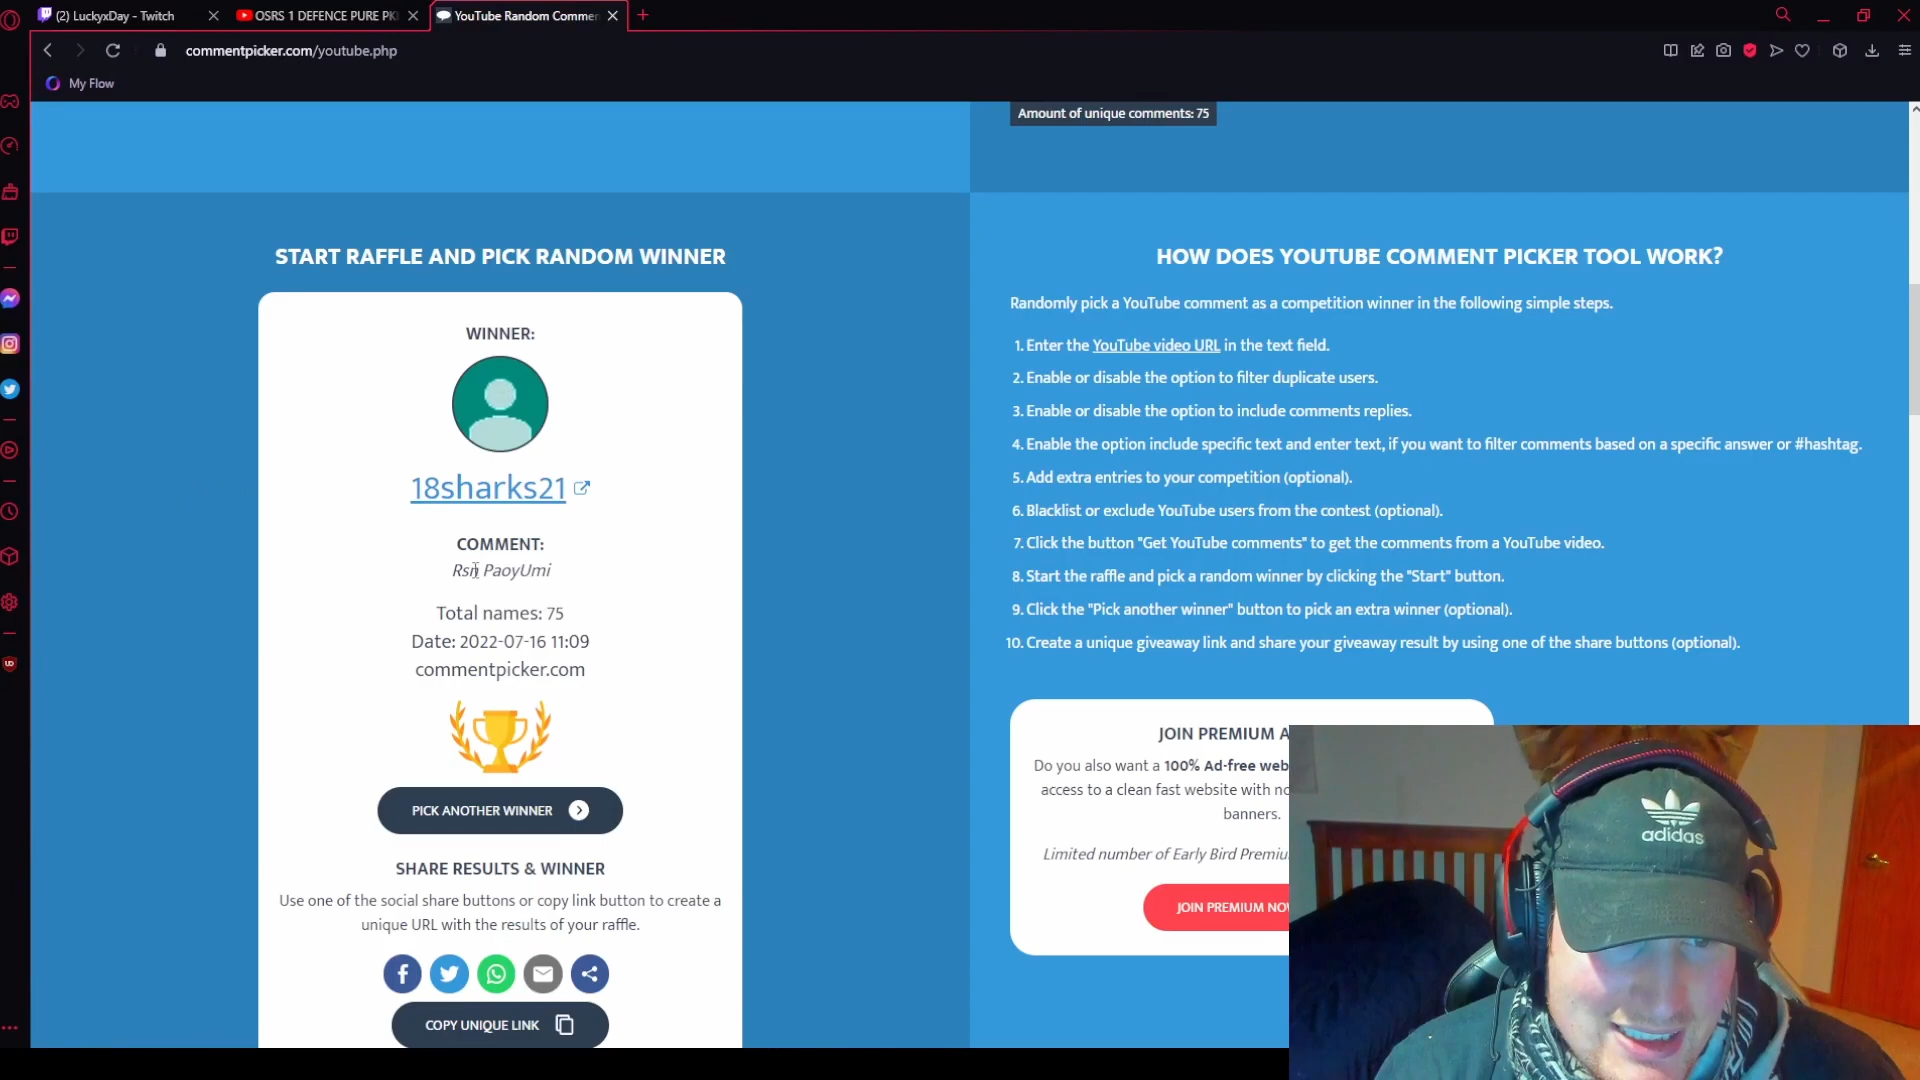 (2) LuckyxDay - Twitch
OSRS 1 DEFENCE PURE PK
YouTube Random Comme
commentpicker.com/youtube.php
My Flow
Amount of unique comments: 75
START RAFFLE AND PICK RANDOM WINNER
WINNER:
18sharks21
COMMENT:
Rsn PaoyUmi
Total names: 75
Date: 2022-07-16 11:09
commentpicker.com
PICK ANOTHER WINNER
SHARE RESULTS & WINNER
Use one of the social share buttons or copy link button to create a
unique URL with the results of your raffle.
COPY UNIQUE LINK
HOW DOES YOUTUBE COMMENT PICKER TOOL WORK?
Randomly pick a YouTube comment as a competition winner in the following simple steps.
1. Enter the YouTube video URL in the text field.
2. Enable or disable the option to filter duplicate users.
3. Enable or disable the option to include comments replies.
4. Enable the option include specific text and enter text, if you want to filter comments based on a specific answer or #hashtag.
5. Add extra entries to your competition (optional).
6. Blacklist or exclude YouTube users from the contest (optional).
7. Click the button "Get YouTube comments" to get the comments from a YouTube video.
8. Start the raffle and pick a random winner by clicking the "Start" button.
9. Click the "Pick another winner" button to pick an extra winner (optional).
10. Create a unique giveaway link and share your giveaway result by using one of the share buttons (optional).
JOIN PREMIUM A
Do you also want a 100% Ad-free web
access to a clean fast website with no
banners.
Limited number of Early Bird Premiu
JOIN PREMIUM NO
adidas